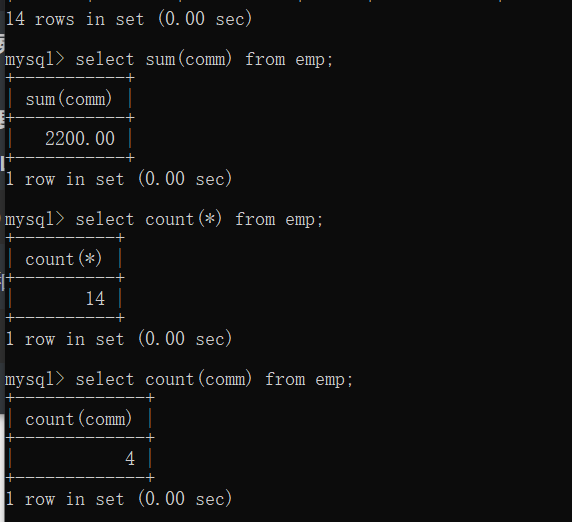 14 rows in set (0.00 sec)
mysql> select sum(comm) from emp;
+-----------+
| sum(comm) |
+-----------+
|   2200.00 |
+-----------+
1 row in set (0.00 sec)
mysql> select count(*) from emp;
+----------+
| count(*) |
+----------+
|       14 |
+----------+
1 row in set (0.00 sec)
mysql> select count(comm) from emp;
+-------------+
| count(comm) |
+-------------+
|           4 |
+-------------+
1 row in set (0.00 sec)